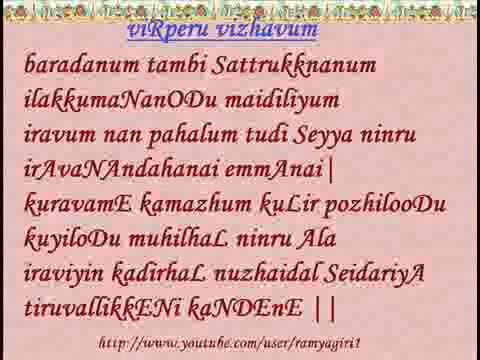 viRperu vizhavum
baradanum tambi Sattrukknanum
ilakkumaNanODu maidiliyum
iravum nan pahalum tudi Seyya ninru
irAvaNAndahanai emmAnai|
kuravamE kamazhum kuLir pozhilooDu
kuyiloDu muhilhaL ninru Ala
iraviyin kadirhaL nuzhaidal SeidariyA
tiruvallikkENi kaNDEnE ||
http://www.youtube.com/user/ramyagiri1